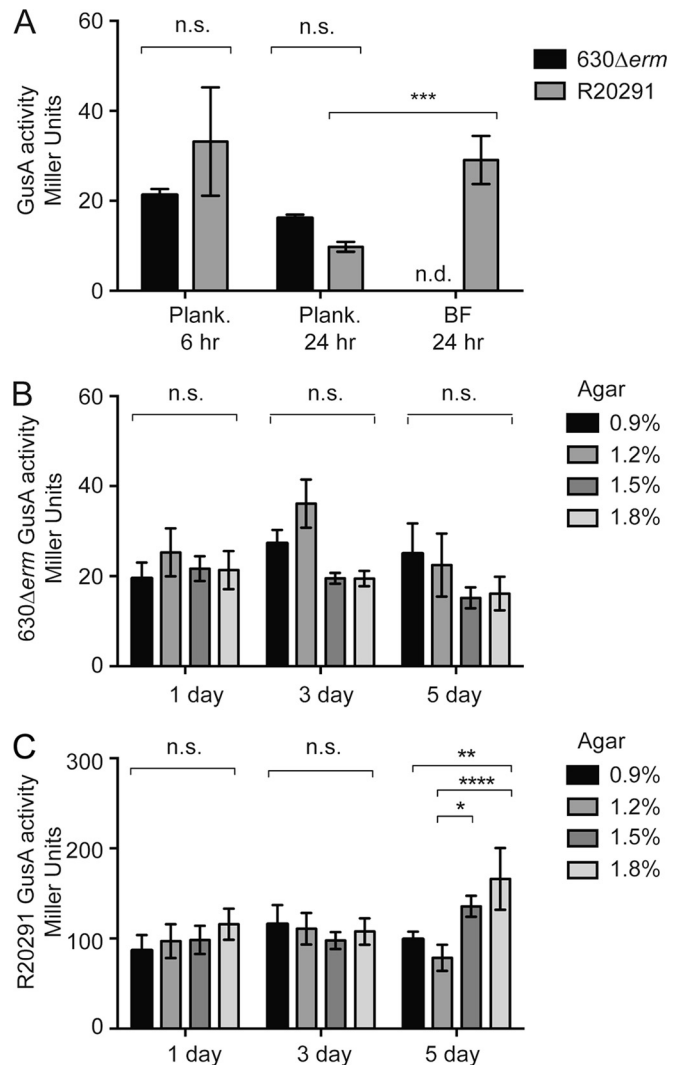 A
GusA activity
Miller Units
60
40
20
0
n.s.
n.s.
***
n.d.
Plank.
6 hr
Plank.
24 hr
BF
24 hr
630Δerm
R20291
B
630Δerm GusA activity
Miller Units
60
40
20
0
n.s.
n.s.
n.s.
1 day
3 day
5 day
Agar
0.9%
1.2%
1.5%
1.8%
C
R20291 GusA activity
Miller Units
300
200
100
0
n.s.
n.s.
**
****
*
1 day
3 day
5 day
Agar
0.9%
1.2%
1.5%
1.8%